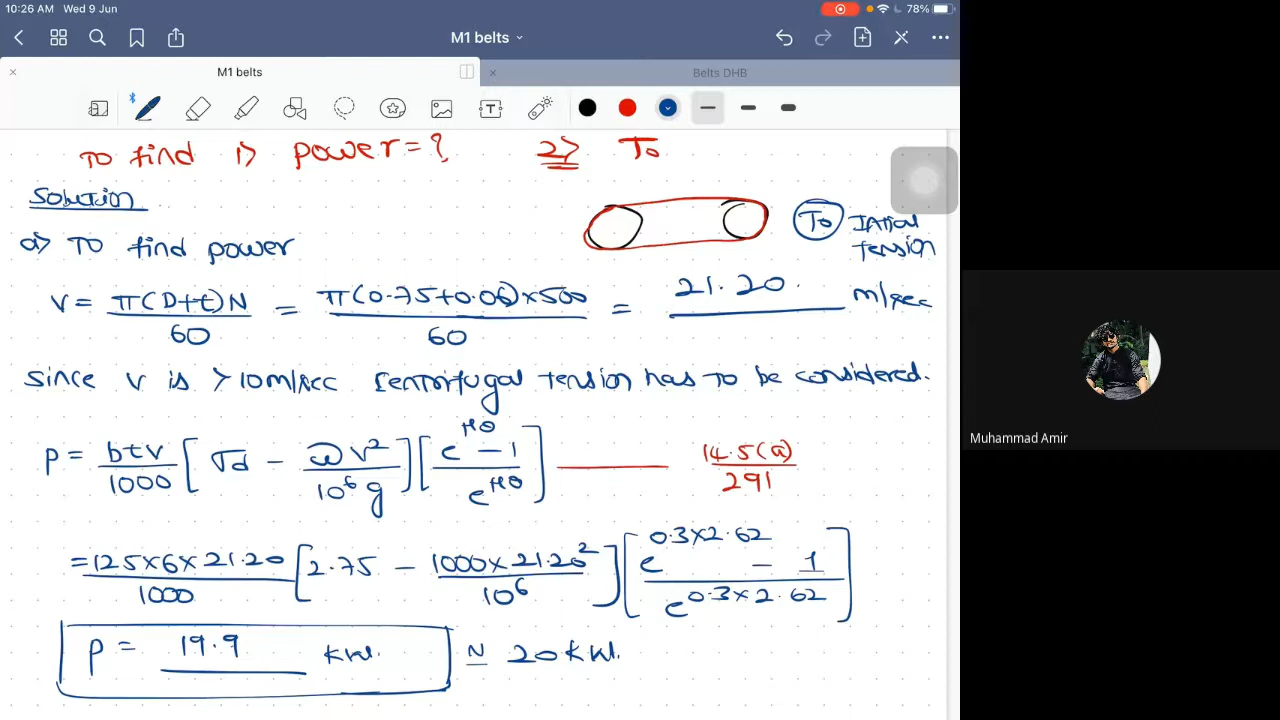 10:26 AM Wed 9 Jun
78%
M1 belts
M1 belts
Belts DHB
To find 1> power = ? 2> To
Solution
a> To find power
To Initial tension
V = π(D+t)N / 60 = π(0.75+0.06)×500 / 60 = 21.20 m/sec
since v is > 10m/sec centrifugal tension has to be considered.
P = btv / 1000 [ σd − ωv² / 10⁶g ] [ e^μθ − 1 / e^μθ ] 14.5(a) / 291
= 125×6×21.20 / 1000 [ 2.75 − 1000×21.20² / 10⁶ ] [ e^0.3×2.62 − 1 / e^0.3×2.62 ]
P = 19.9 kW. ≃ 20 kW.
Muhammad Amir